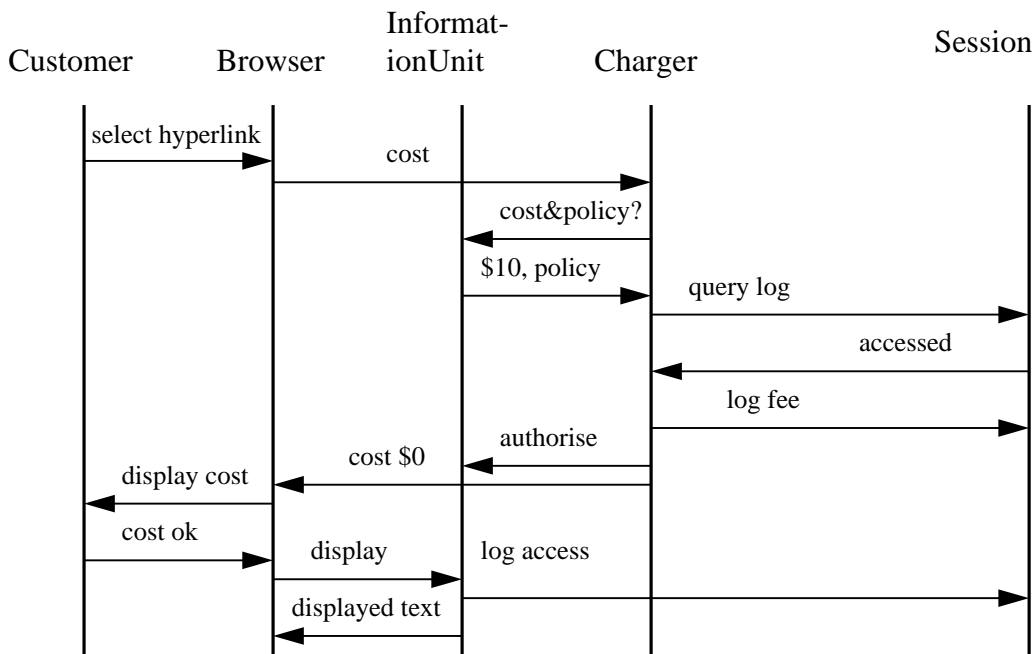 Informat-
ionUnit
Customer
Browser
Charger
Session
select hyperlink
cost
cost&policy?
$10, policy
query log
accessed
log fee
authorise
cost $0
display cost
cost ok
display
log access
displayed text